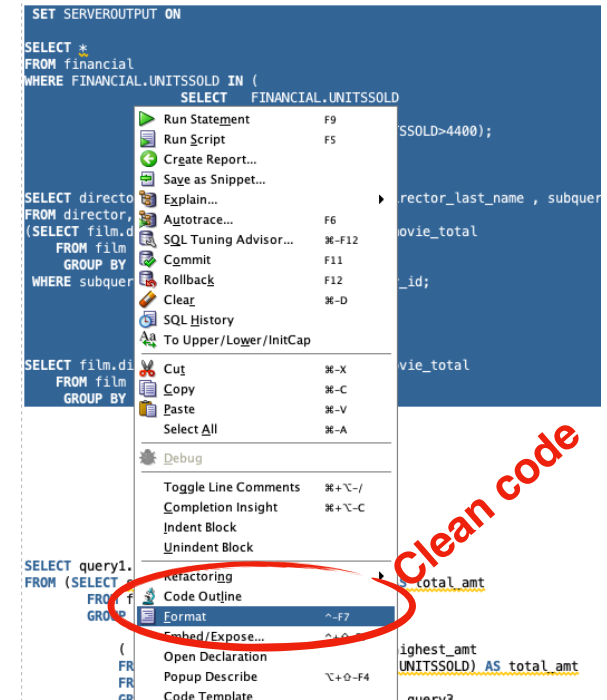 SET SERVEROUTPUT ON
SELECT *
FROM financial
WHERE FINANCIAL.UNITSSOLD IN (
SELECT FINANCIAL.UNITSSOLD
SSOLD>4400);
SELECT directo rector_last_name , subquer
FROM director,
(SELECT film.d ovie_total
FROM film
GROUP BY
WHERE subquer _id;
SELECT film.di vie_total
FROM film
GROUP BY
Run Statement F9
Run Script F5
Create Report...
Save as Snippet...
Explain...
Autotrace... F6
SQL Tuning Advisor... ⌘-F12
Commit F11
Rollback F12
Clear ⌘-D
SQL History
To Upper/Lower/InitCap
Cut ⌘-X
Copy ⌘-C
Paste ⌘-V
Select All ⌘-A
Debug
Toggle Line Comments ⌘+⌥-/
Completion Insight ⌘+⌥-C
Indent Block
Unindent Block
Refactoring
Code Outline
Format ^-F7
Embed/Expose...
Open Declaration
Popup Describe ⌥+⇧-F4
Code Template
Clean code
SELECT query1.
FROM (SELECT S total_amt
FROM f
GROUP
( ighest_amt
FR UNITSSOLD) AS total_amt
FR
GR query3